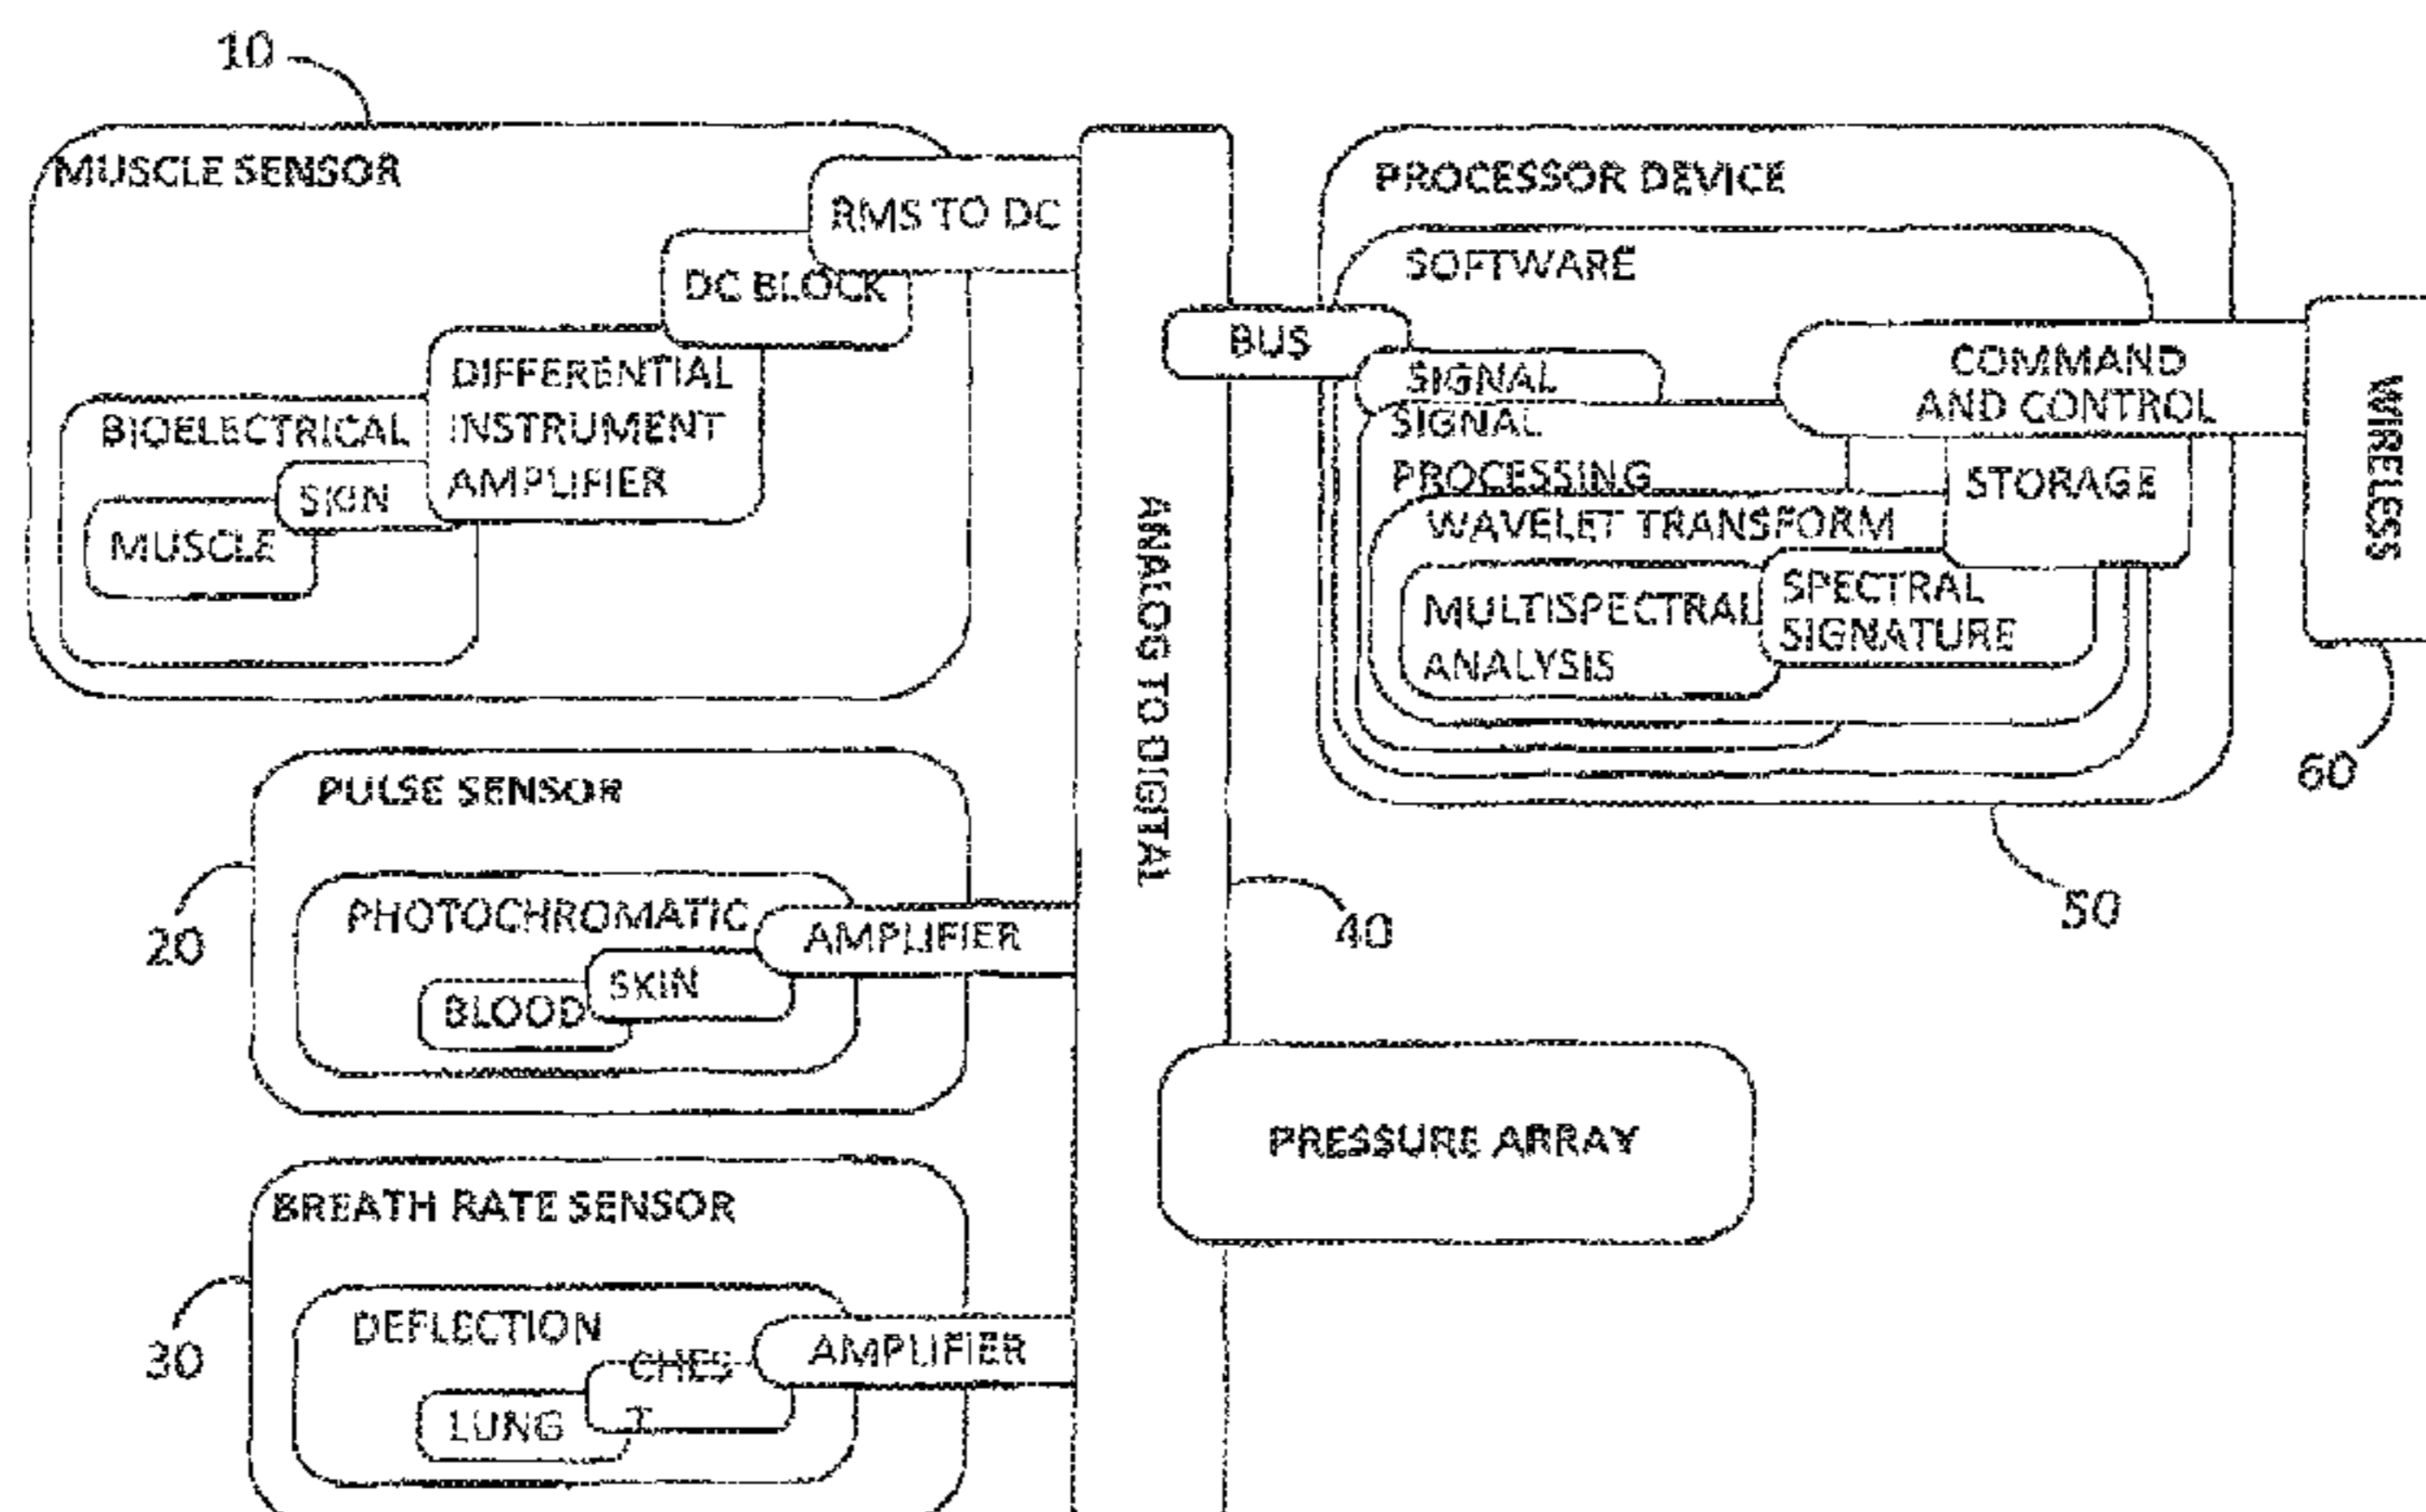 10
MUSCLE SENSOR
RMS TO DC
DC BLOCK
DIFFERENTIAL
INSTRUMENT
AMPLIFIER
BIOELECTRICAL
SKIN
MUSCLE
PULSE SENSOR
PHOTOCHROMATIC
AMPLIFIER
SKIN
BLOOD
20
BREATH RATE SENSOR
DEFLECTION
AMPLIFIER
CHES
T
LUNG
30
ANALOG TO DIGITAL
40
PROCESSOR DEVICE
SOFTWARE
BUS
SIGNAL
SIGNAL
PROCESSING
COMMAND
AND CONTROL
STORAGE
WAVELET TRANSFORM
MULTISPECTRAL
ANALYSIS
SPECTRAL
SIGNATURE
50
WIRELESS
60
PRESSURE ARRAY